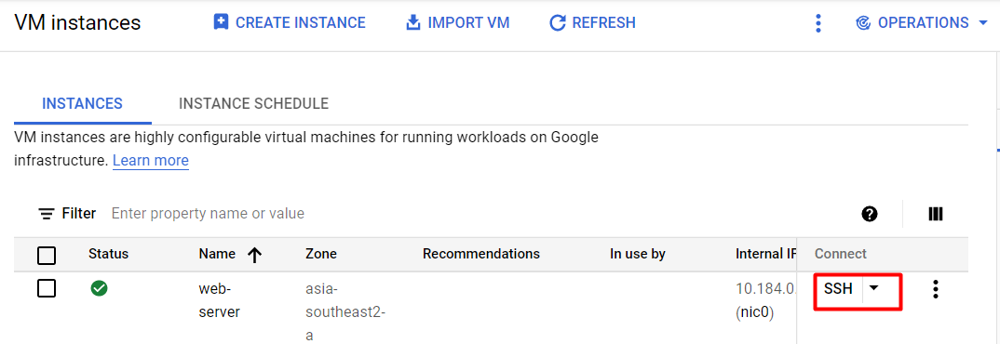 VM instances CREATE INSTANCE IMPORT VM REFRESH OPERATIONS
INSTANCES INSTANCE SCHEDULE
VM instances are highly configurable virtual machines for running workloads on Google
infrastructure. Learn more
Filter Enter property name or value
Status Name Zone Recommendations In use by Internal IP Connect
web- asia- 10.184.0. SSH
server southeast2- (nic0)
a